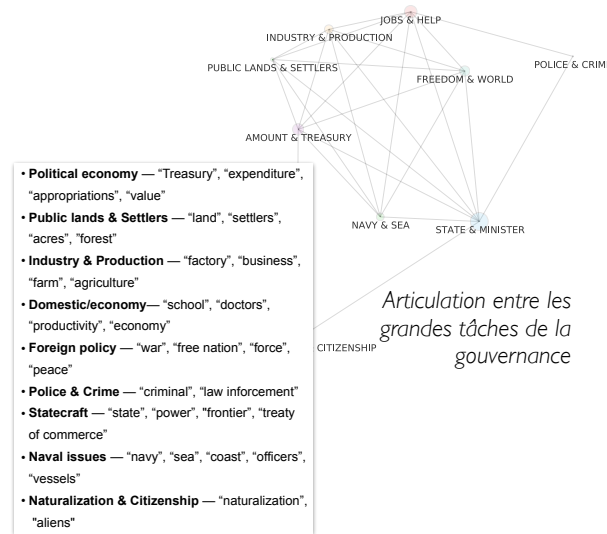 JOBS & HELP
INDUSTRY & PRODUCTION
PUBLIC LANDS & SETTLERS
POLICE & CRIM
FREEDOM & WORLD
AMOUNT & TREASURY
NAVY & SEA
STATE & MINISTER
CITIZENSHIP
• Political economy — “Treasury”, “expenditure”,
“appropriations”, “value”
• Public lands & Settlers — “land”, “settlers”,
“acres”, ”forest”
• Industry & Production — “factory”, “business”,
“farm”, “agriculture”
• Domestic/economy— “school”, “doctors”,
“productivity”, “economy”
• Foreign policy — “war”, “free nation”, “force”,
“peace”
• Police & Crime — “criminal”, “law inforcement”
• Statecraft — “state”, “power”, "frontier”, “treaty
of commerce”
• Naval issues — “navy”, “sea”, “coast”, “officers”,
“vessels”
• Naturalization & Citizenship — “naturalization”,
"aliens"
Articulation entre les
grandes tâches de la
gouvernance